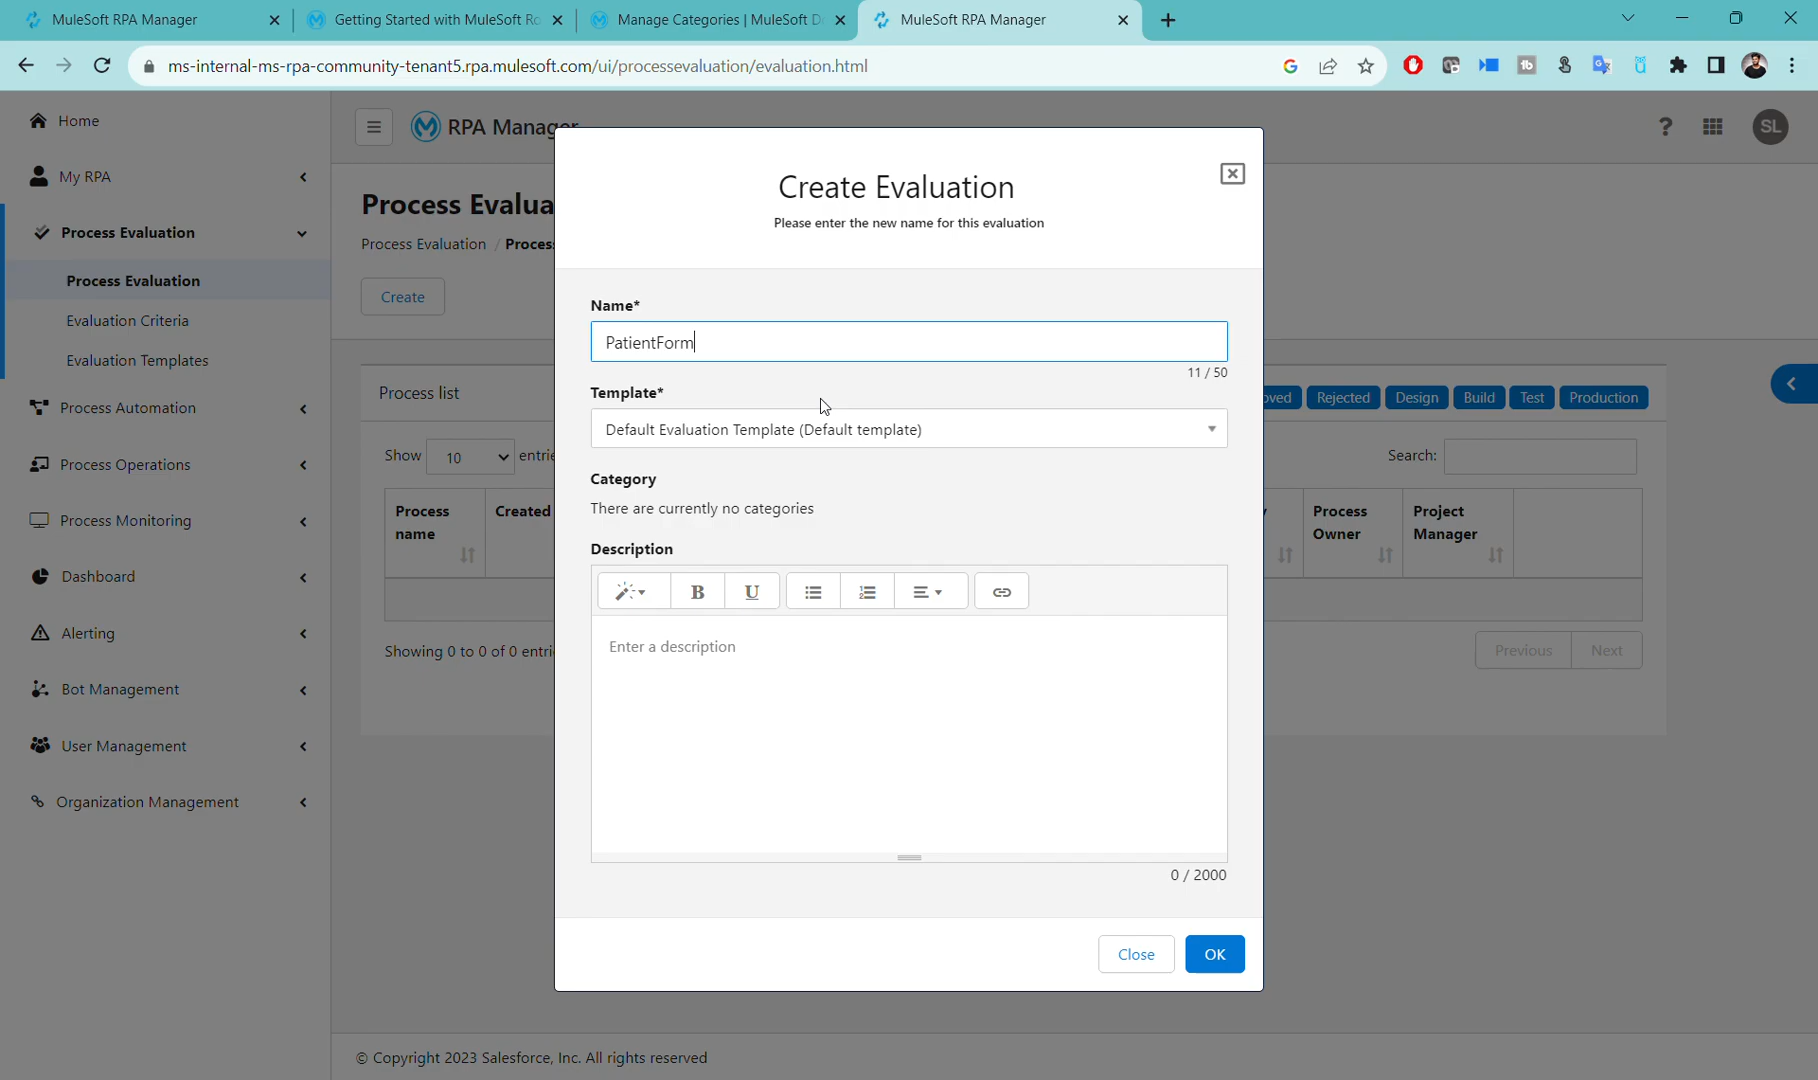 MuleSoft RPA Manager
Getting Started with MuleSoft Ro
Manage Categories | MuleSoft D
MuleSoft RPA Manager
ms-internal-ms-rpa-community-tenant5.rpa.mulesoft.com/ui/processevaluation/evaluation.html
Home
My RPA
Process Evaluation
Process Evaluation
Evaluation Criteria
Evaluation Templates
Process Automation
Process Operations
Process Monitoring
Dashboard
Alerting
Bot Management
User Management
Organization Management
RPA Manager
SL
Process Evalua
Process Evaluation / Proces
Create
Process list
oved Rejected Design Build Test Production
Show 10 entrie
Search:
Process name
Created
y
Process Owner
Project Manager
Showing 0 to 0 of 0 entri
Previous Next
Create Evaluation
Please enter the new name for this evaluation
Name*
PatientForm
11 / 50
Template*
Default Evaluation Template (Default template)
Category
There are currently no categories
Description
B U
Enter a description
0 / 2000
Close OK
© Copyright 2023 Salesforce, Inc. All rights reserved